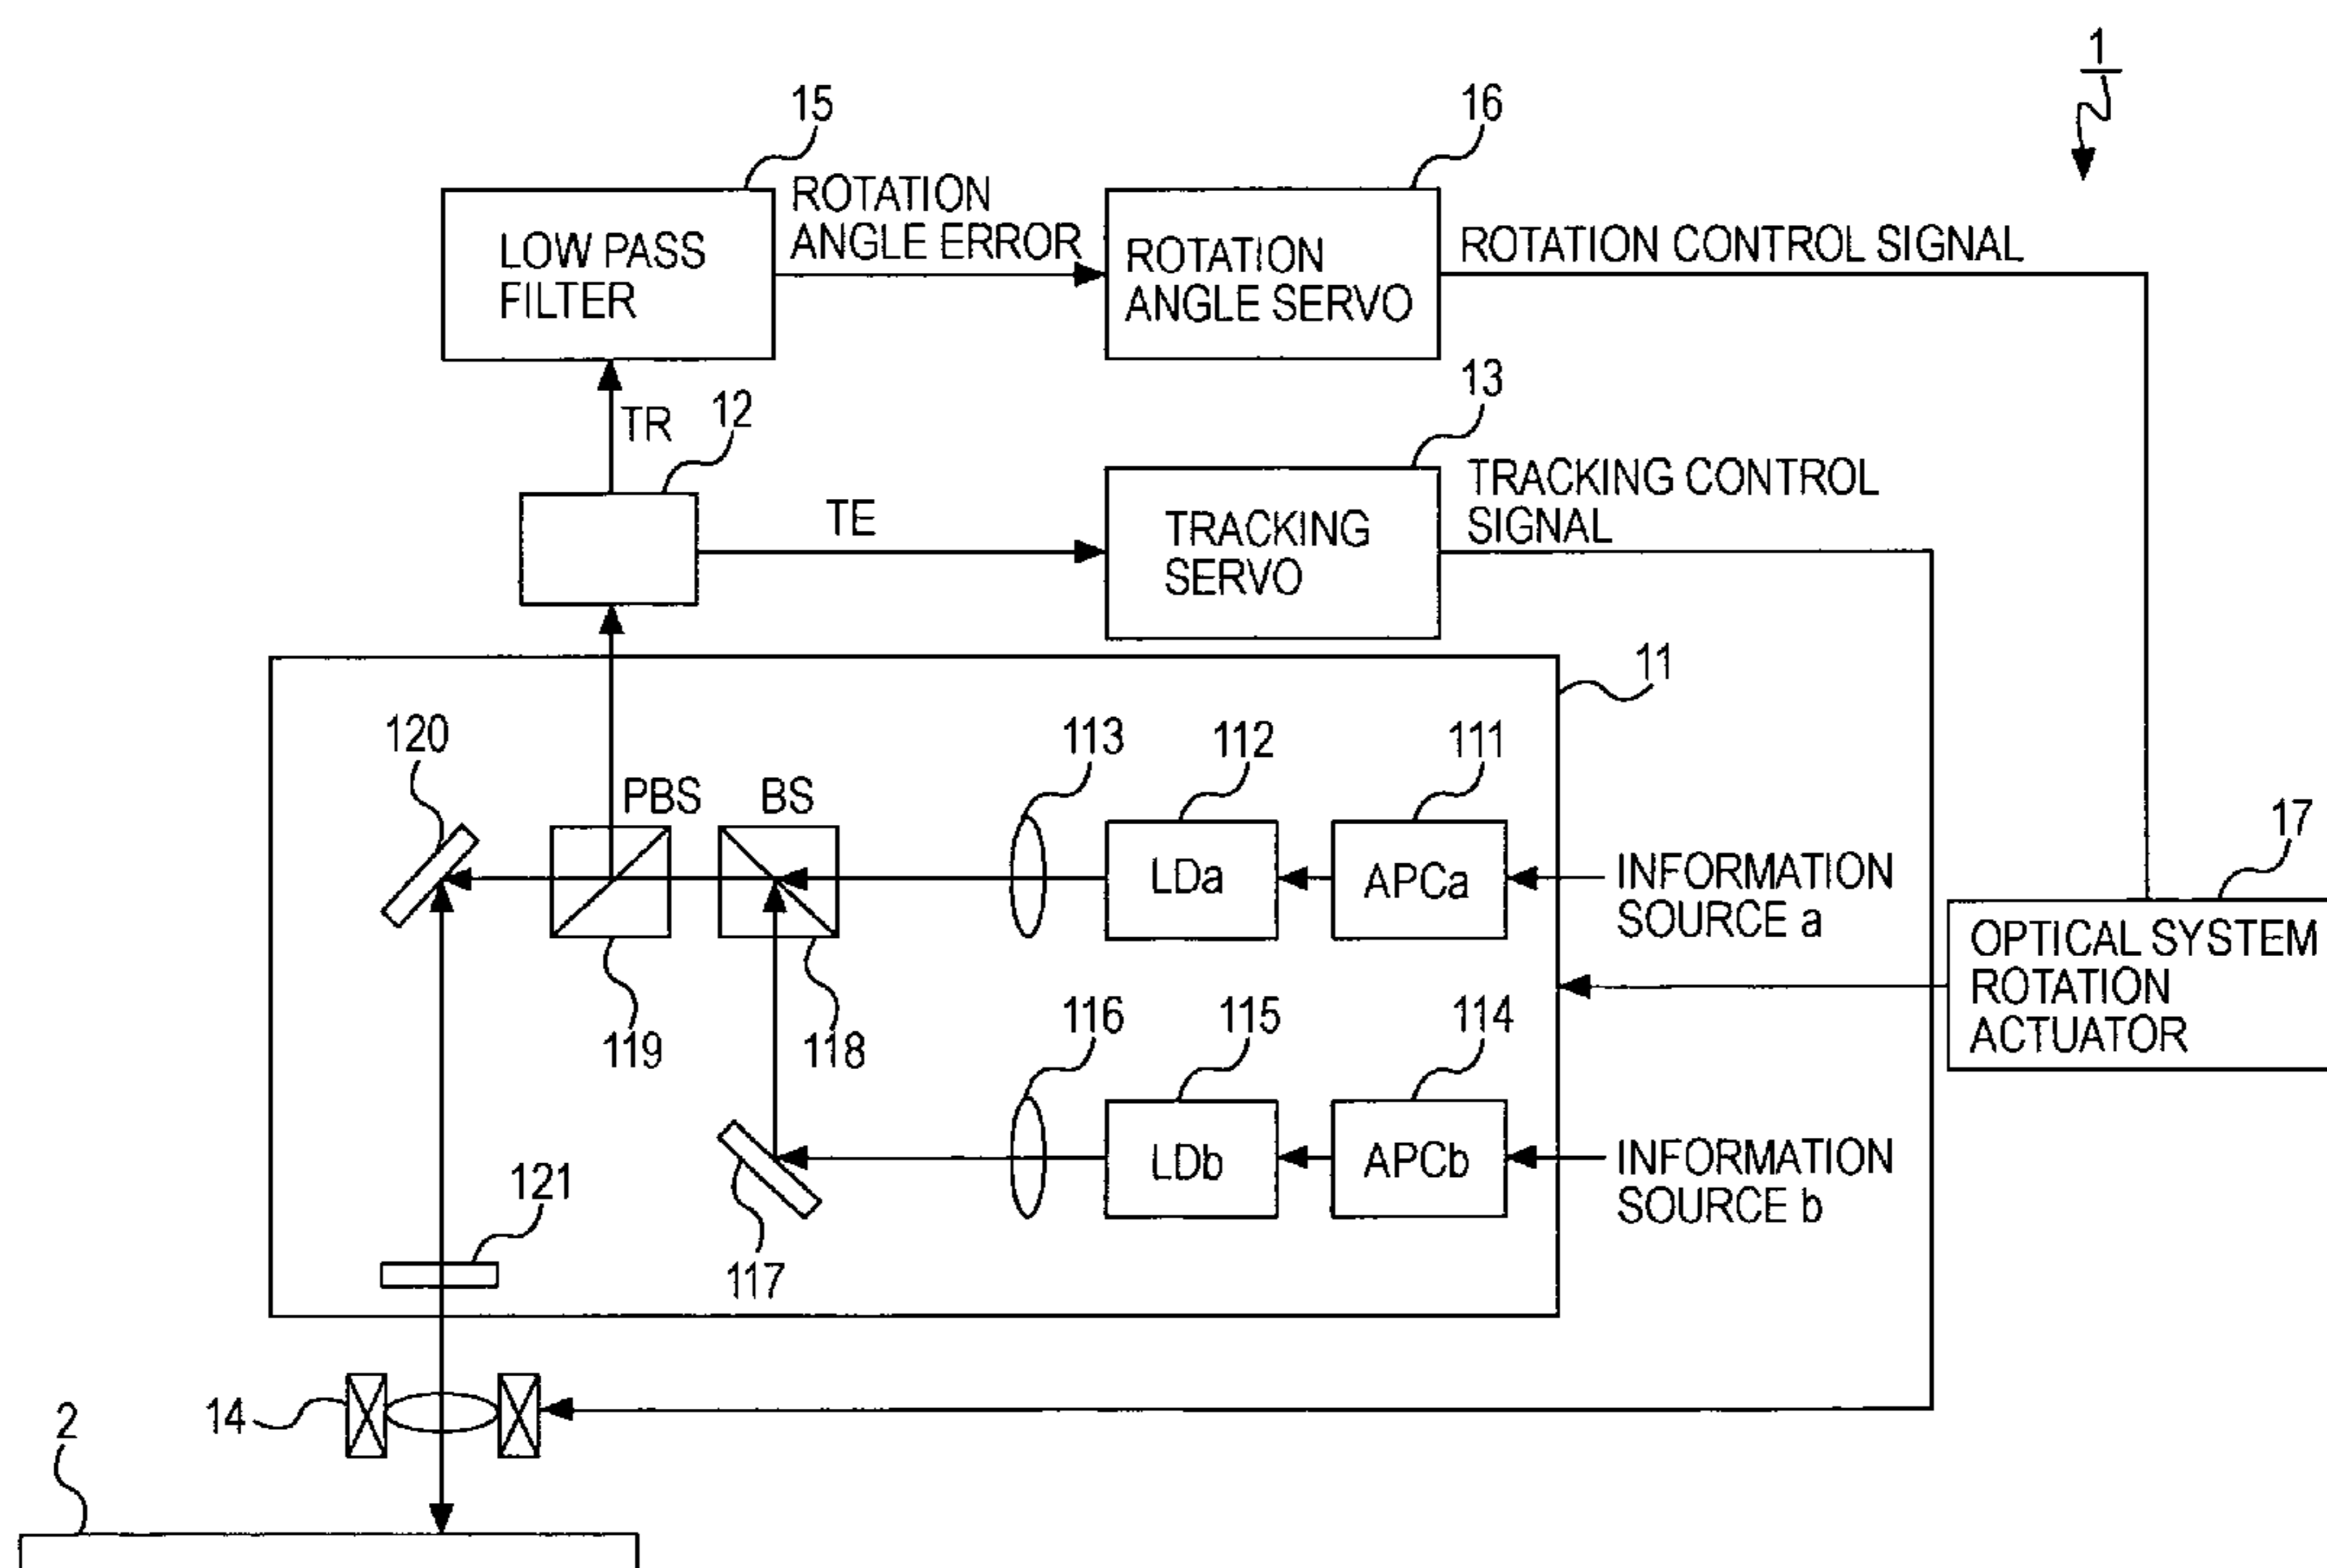 1
15
16
LOW PASS
FILTER
ROTATION
ANGLE ERROR
ROTATION
ANGLE SERVO
ROTATION CONTROL SIGNAL
TR
12
13
TE
TRACKING
SERVO
TRACKING CONTROL
SIGNAL
11
120
PBS
BS
113
112
111
LDa
APCa
INFORMATION
SOURCE a
17
OPTICAL SYSTEM
ROTATION
ACTUATOR
119
118
116
115
114
LDb
APCb
INFORMATION
SOURCE b
121
117
14
2